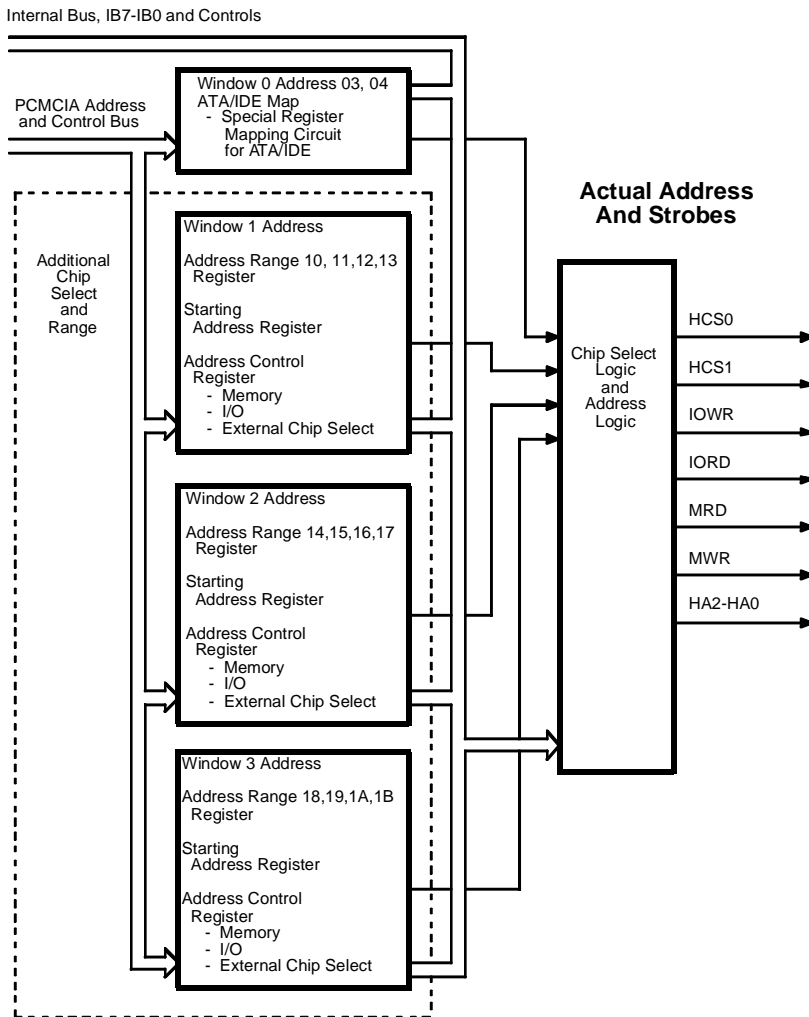 Internal Bus, IB7-IB0 and Controls
PCMCIA Address
and Control Bus
Window 0 Address 03, 04
ATA/IDE Map
- Special Register
Mapping Circuit
for ATA/IDE
Additional
Chip
Select
and
Range
Window 1 Address
Address Range 10, 11,12,13
Register
Starting
Address Register
Address Control
Register
- Memory
- I/O
- External Chip Select
Window 2 Address
Address Range 14,15,16,17
Register
Starting
Address Register
Address Control
Register
- Memory
- I/O
- External Chip Select
Window 3 Address
Address Range 18,19,1A,1B
Register
Starting
Address Register
Address Control
Register
- Memory
- I/O
- External Chip Select
Actual Address
And Strobes
Chip Select
Logic
and
Address
Logic
HCS0
HCS1
IOWR
IORD
MRD
MWR
HA2-HA0